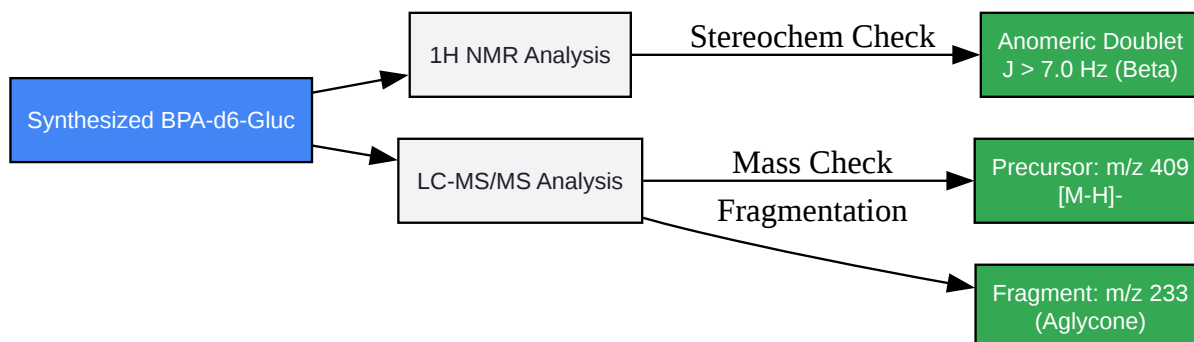 Synthesized BPA-d6-Gluc
1H NMR Analysis
Stereochem Check
Anomeric Doublet
J > 7.0 Hz (Beta)
LC-MS/MS Analysis
Mass Check
Precursor: m/z 409
[M-H]-
Fragmentation
Fragment: m/z 233
(Aglycone)